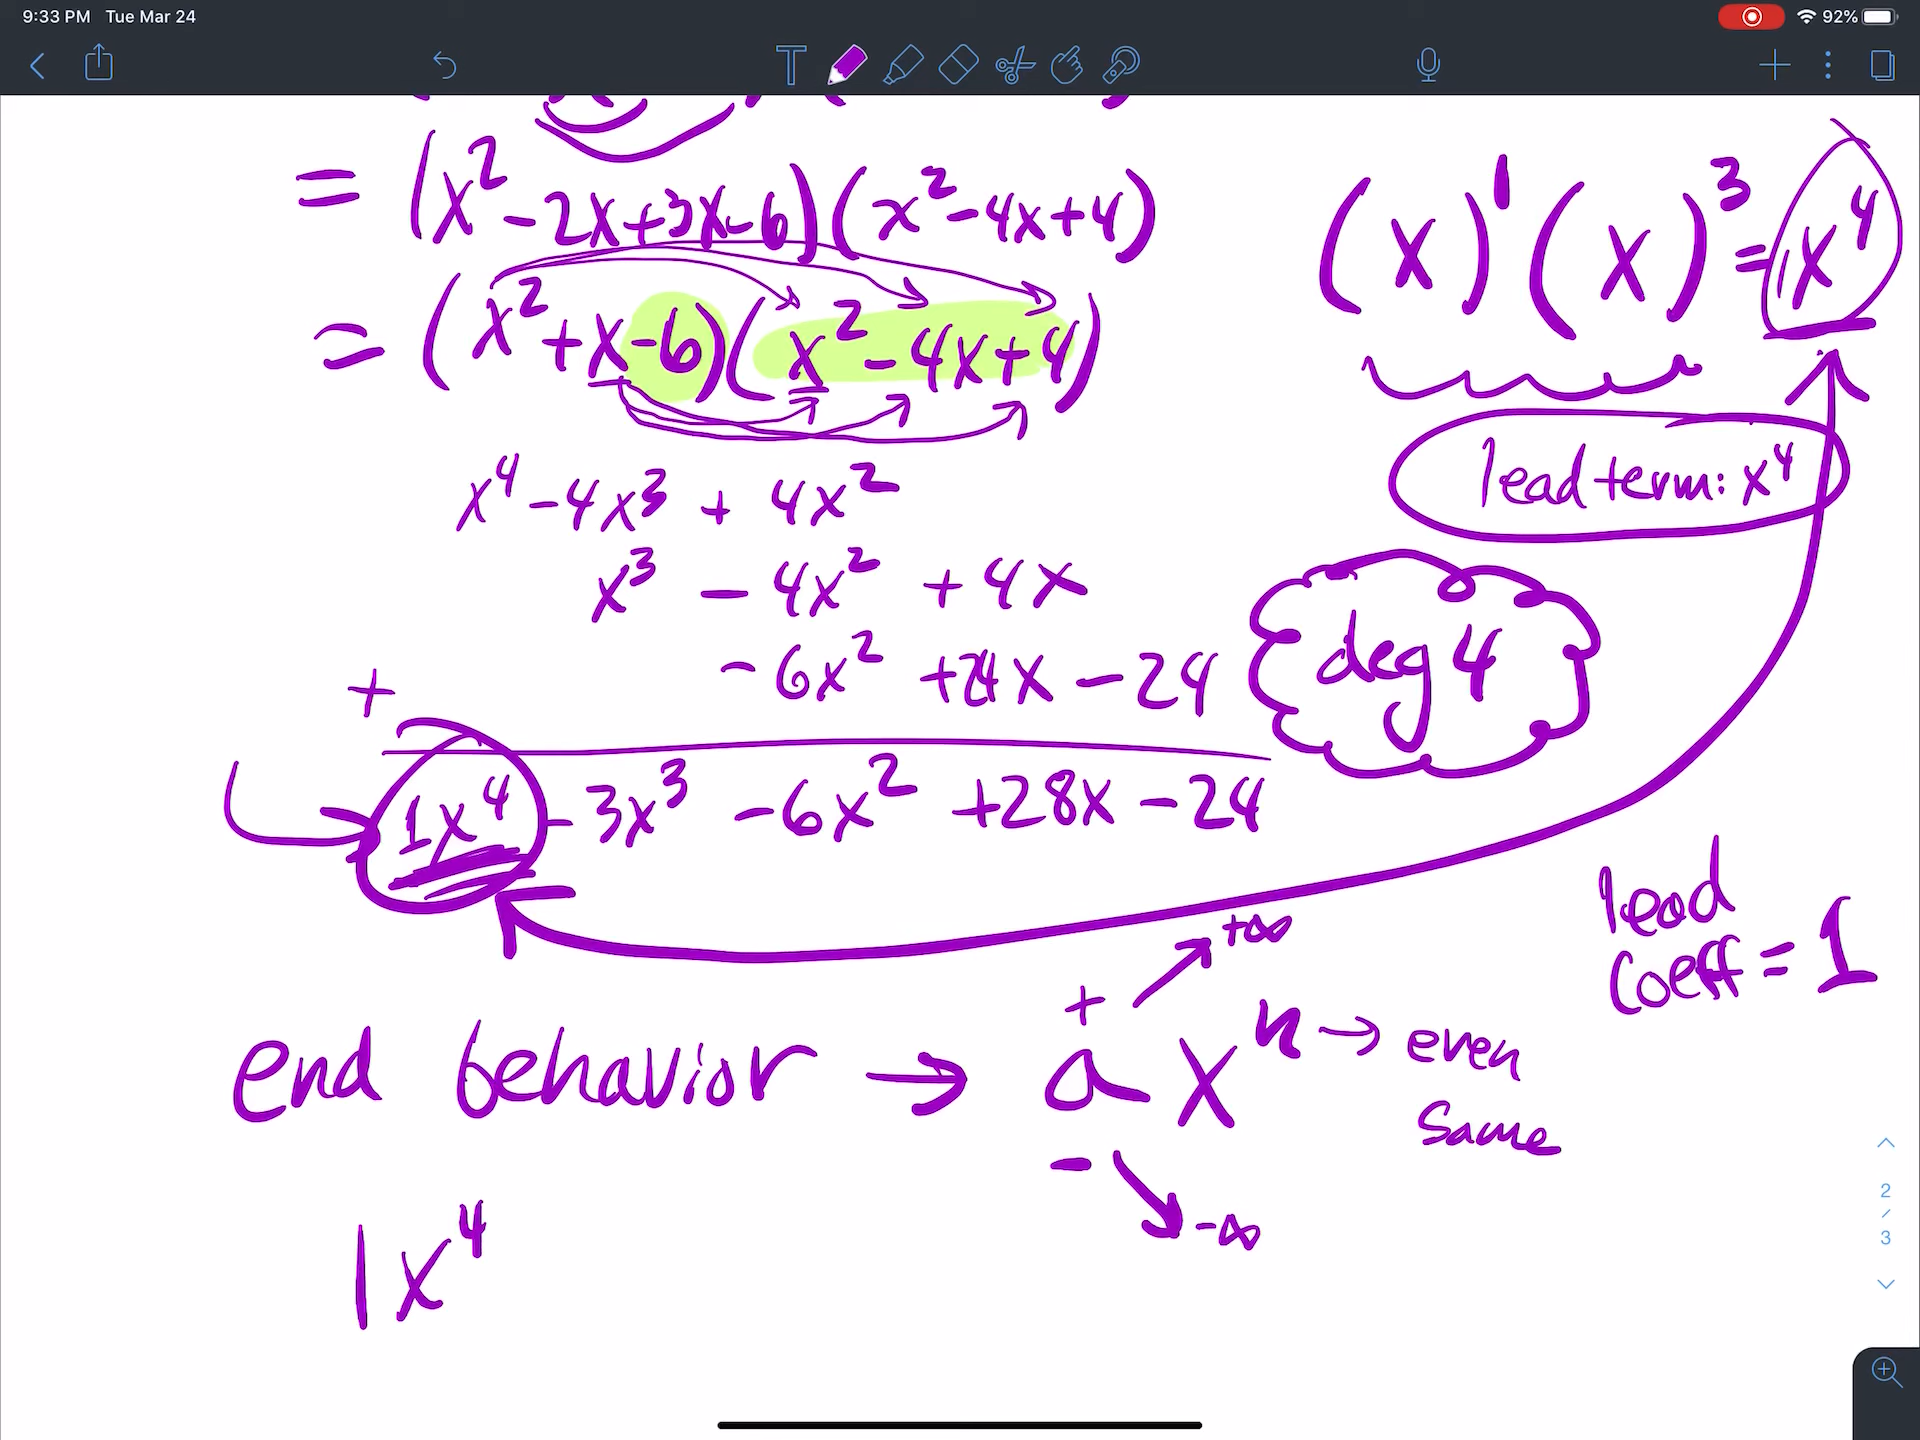 9:33 PM Tue Mar 24
92%
= (x² -2x+3x-6)(x²-4x+4)
= (x²+x-6)(x²-4x+4)
x⁴ -4x³ + 4x²
x³ - 4x² + 4x
+ -6x² +24x -24
1x⁴ -3x³ -6x² +28x -24
(x)¹(x)³=1x⁴
lead term: x⁴
deg 4
lead
coeff = 1
end behavior → a xⁿ → even
same
+ +∞
- -∞
1x⁴
2
/
3